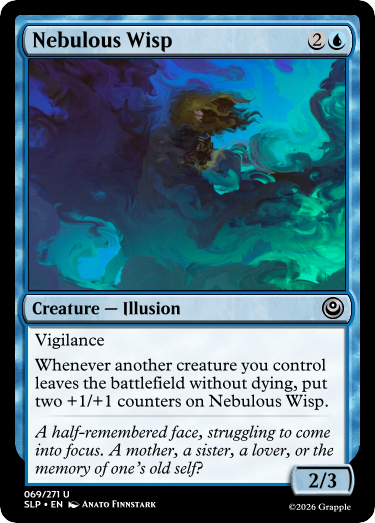 Nebulous Wisp 2
Creature — Illusion
Vigilance
Whenever another creature you control
leaves the battlefield without dying, put
two +1/+1 counters on Nebulous Wisp.
A half-remembered face, struggling to come
into focus. A mother, a sister, a lover, or
the memory of one's old self?
2/3
069/271 U
SLP • EN Anato Finnstark
©2026 Grapple